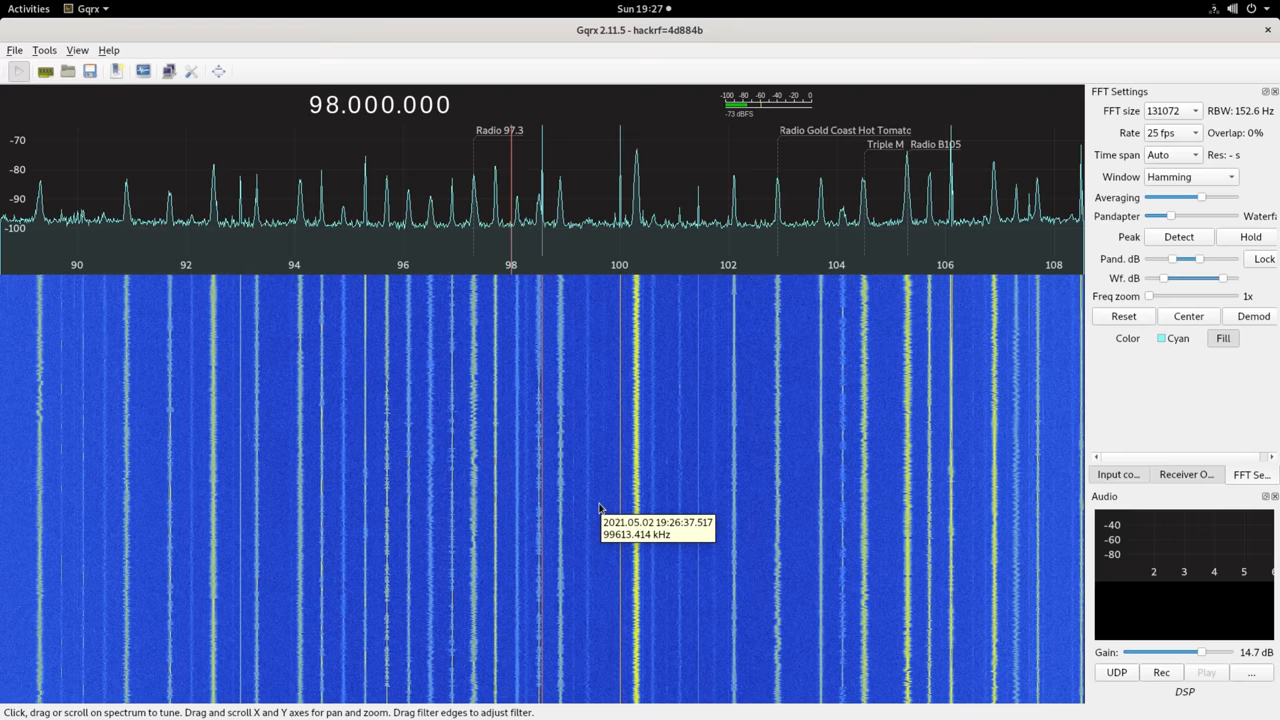 Activities Gqrx Sun 19:27
Gqrx 2.11.5 - hackrf=4d884b
File Tools View Help
98.000.000
-100 -80 -60 -40 -20 0
-73 dBFS
Radio 97.3 Radio Gold Coast Hot Tomato
Triple M Radio B105
-70
-80
-90
-100
90 92 94 96 98 100 102 104 106 108
2021.05.02 19:26:37.517
99613.414 kHz
FFT Settings
FFT size 131072 RBW: 152.6 Hz
Rate 25 fps Overlap: 0%
Time span Auto Res: - s
Window Hamming
Averaging
Pandapter Waterfa
Peak Detect Hold
Pand. dB Lock
Wf. dB
Freq zoom 1x
Reset Center Demod
Color Cyan Fill
Input co... Receiver O... FFT Se...
Audio
-40
-60
-80
2 3 4 5 6
Gain: 14.7 dB
UDP Rec Play ...
DSP
Click, drag or scroll on spectrum to tune. Drag and scroll X and Y axes for pan and zoom. Drag filter edges to adjust filter.